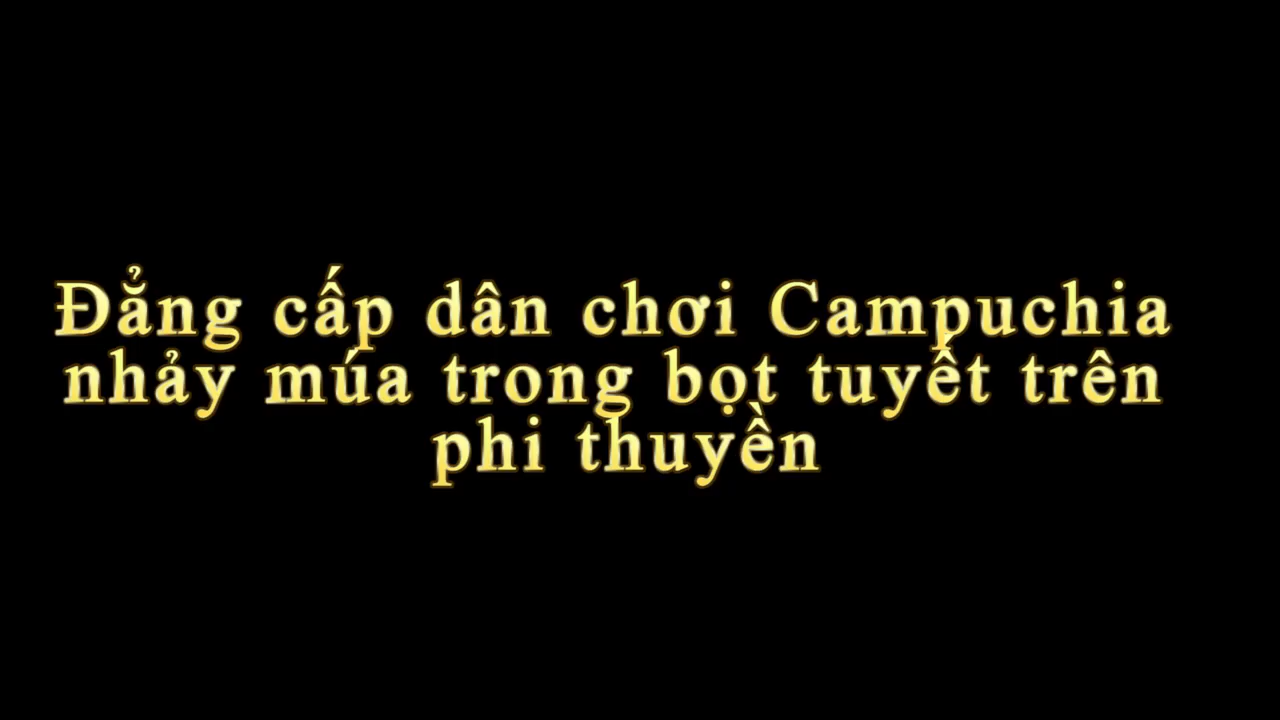 Đẳng cấp dân chơi Campuchia
nhảy múa trong bọt tuyết trên
phi thuyền